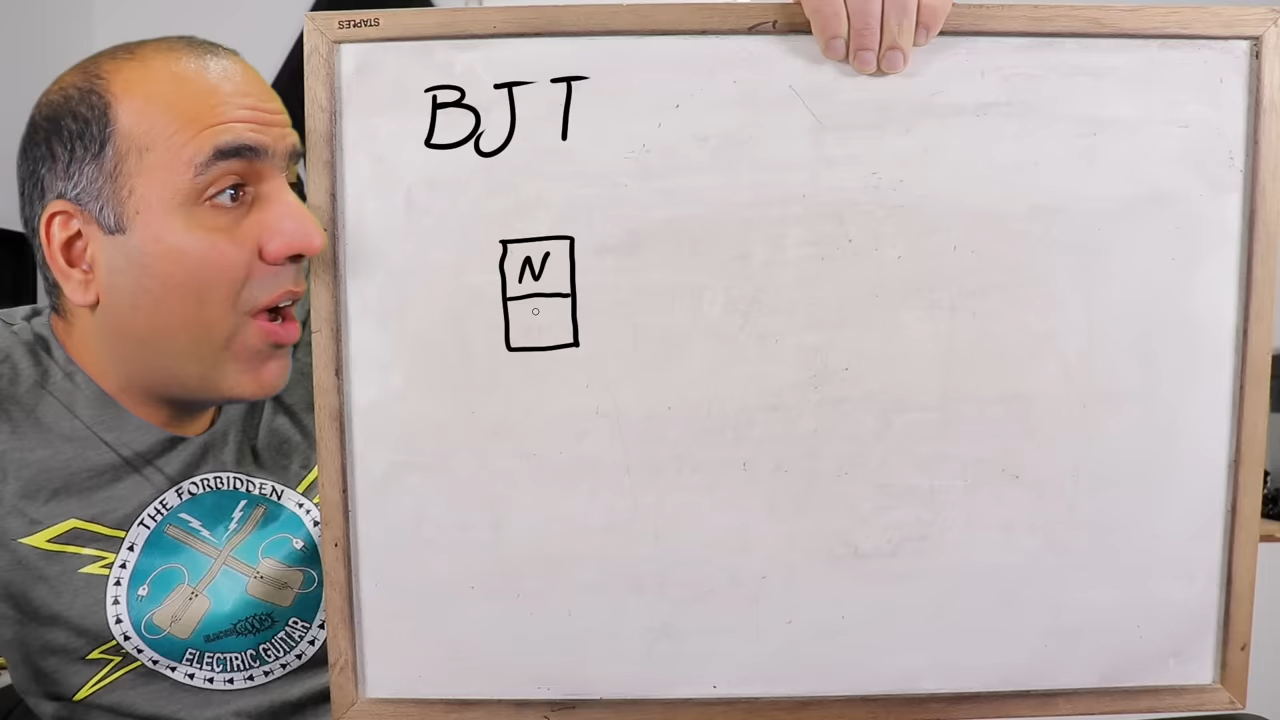 STAPLES
BJT
N
THE FORBIDDEN
ELECTRIC GUITAR